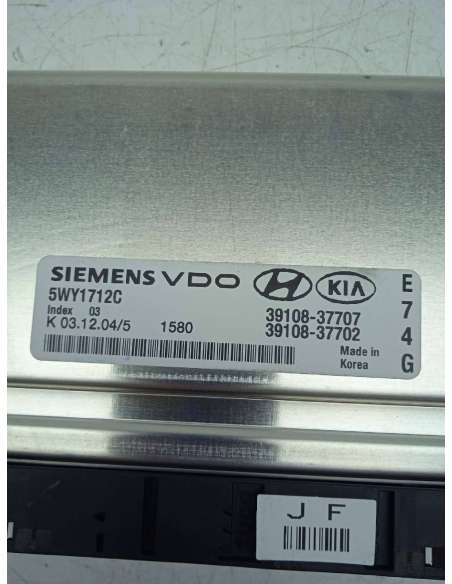 SIEMENS VDO KIA
5WY1712C
Index 03
K 03.12.04/5 1580
39108-37707
39108-37702
Made in
Korea
E
7
4
G
J F